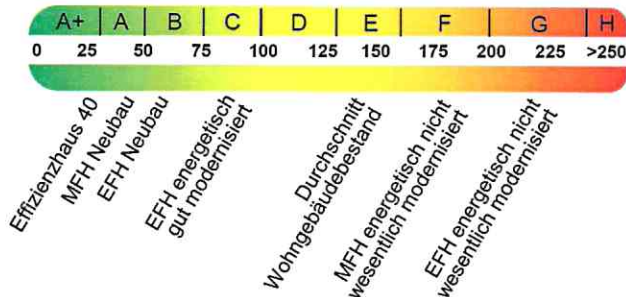 A+ A B C D E F G H
0 25 50 75 100 125 150 175 200 225 >250
Effizienzhaus 40
MFH Neubau
EFH Neubau
EFH energetisch
gut modernisiert
Durchschnitt
Wohngebäudebestand
MFH energetisch nicht
wesentlich modernisiert
EFH energetisch nicht
wesentlich modernisiert